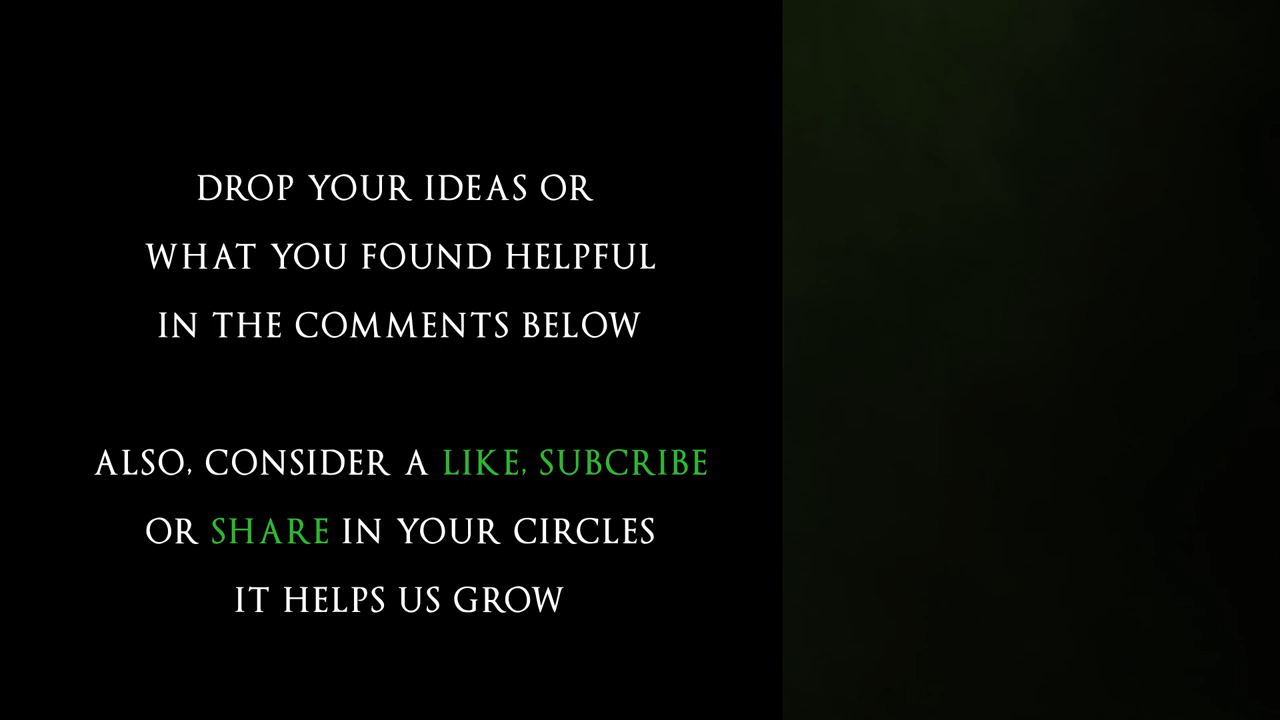 DROP YOUR IDEAS OR
WHAT YOU FOUND HELPFUL
IN THE COMMENTS BELOW
ALSO, CONSIDER A LIKE, SUBCRIBE
OR SHARE IN YOUR CIRCLES
IT HELPS US GROW